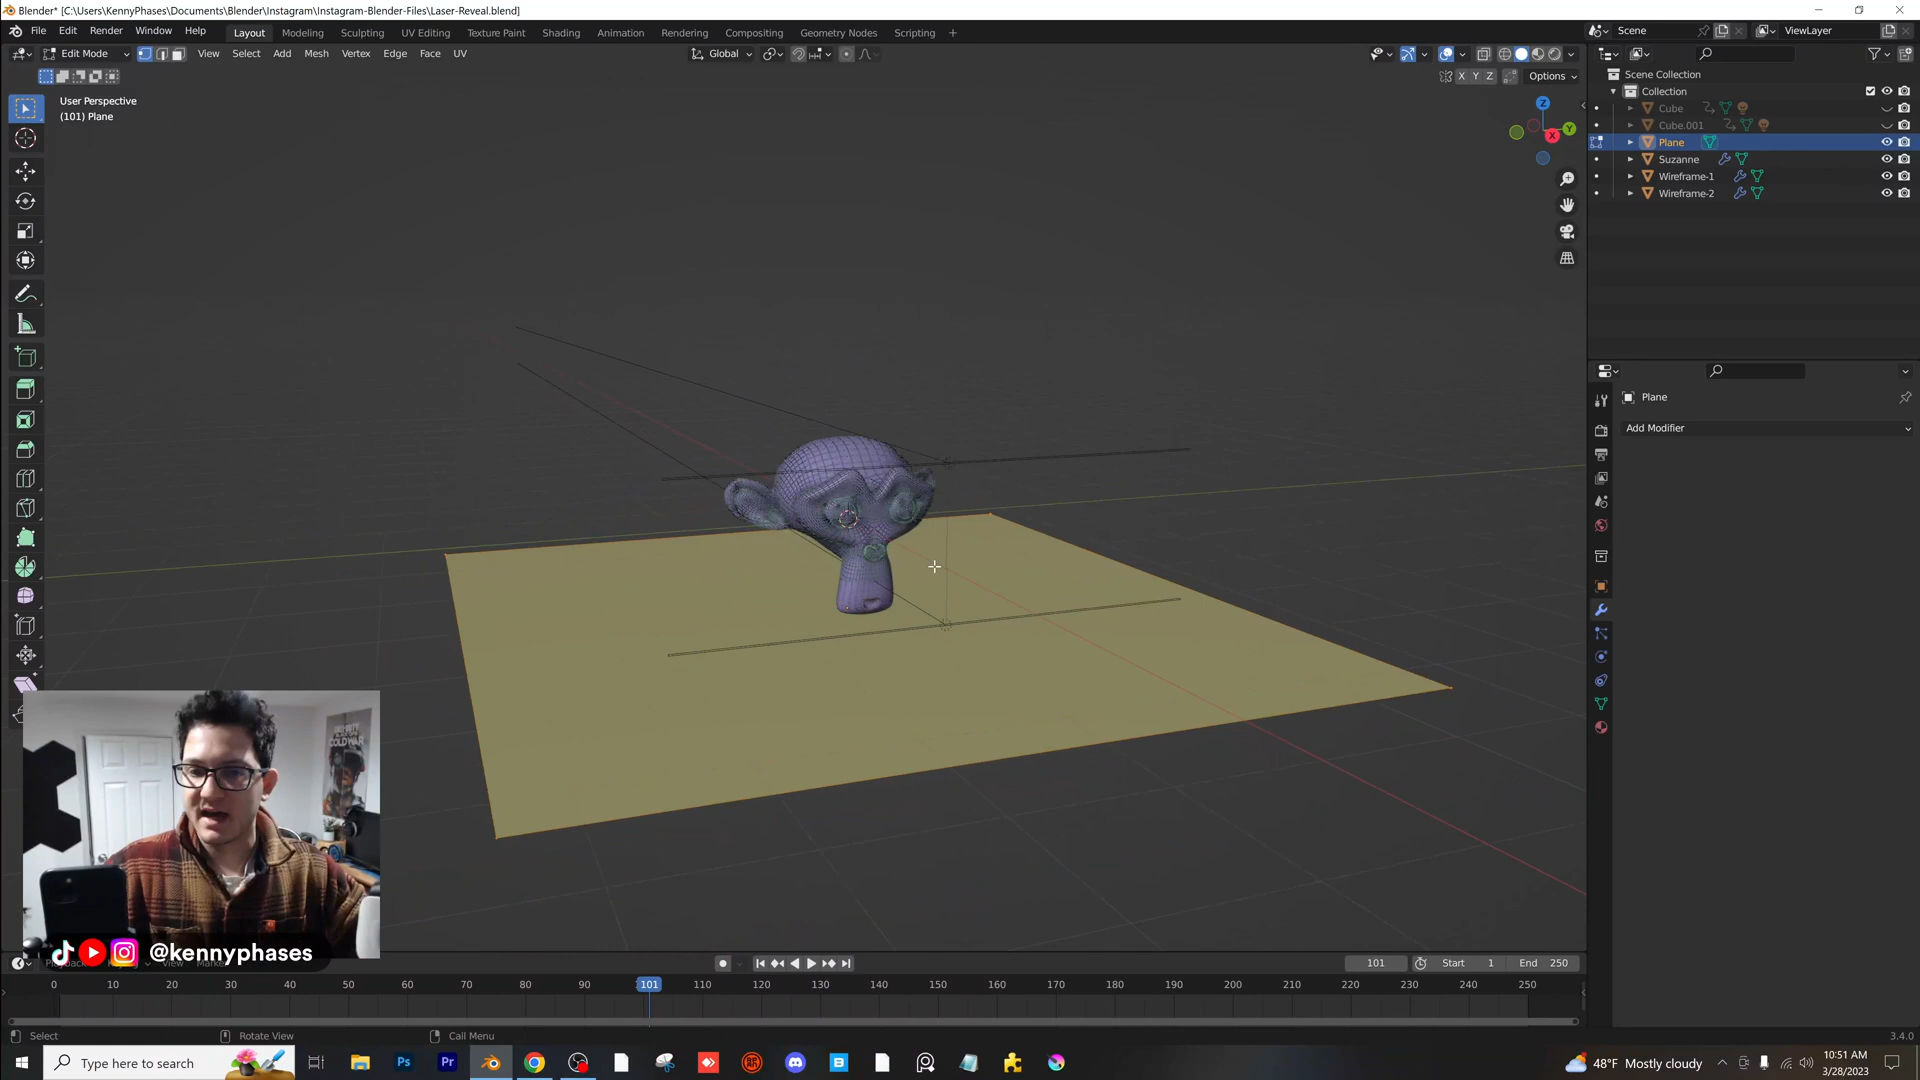 Blender* [C:\Users\KennyPhases\Documents\Blender\Instagram\Instagram-Blender-Files\Laser-Reveal.blend]
File Edit Render Window Help Layout Modeling Sculpting UV Editing Texture Paint Shading Animation Rendering Compositing Geometry Nodes Scripting + Scene ViewLayer
Edit Mode View Select Add Mesh Vertex Edge Face UV Global
X Y Z Options
User Perspective
(101) Plane
Z
Y
X
Scene Collection
Collection
Cube
Cube.001
Plane
Suzanne
Wireframe-1
Wireframe-2
Plane
Add Modifier
COLD WAR
@kennyphases
101 Start 1 End 250
0 10 20 30 40 50 60 70 80 90 101 110 120 130 140 150 160 170 180 190 200 210 220 230 240 250
Select Rotate View Call Menu 3.4.0
Type here to search Ps Pr 48°F Mostly cloudy 10:51 AM
3/28/2023